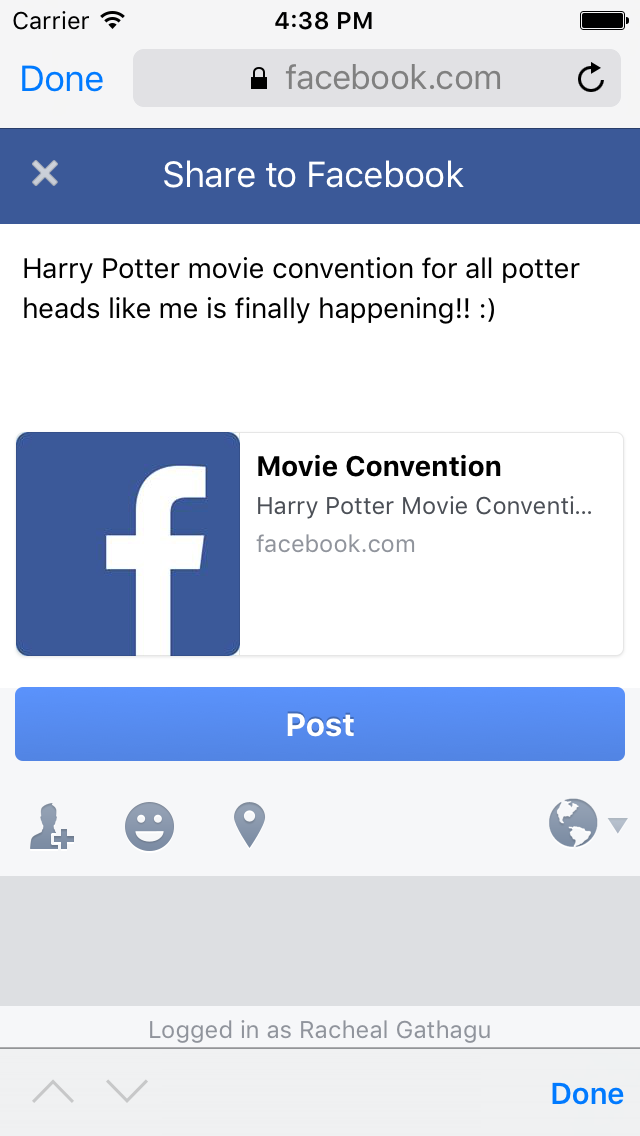 Carrier 4:38 PM
Done facebook.com
Share to Facebook
Harry Potter movie convention for all potter
heads like me is finally happening!! :)
Movie Convention
Harry Potter Movie Conventi...
facebook.com
Post
Logged in as Racheal Gathagu
Done